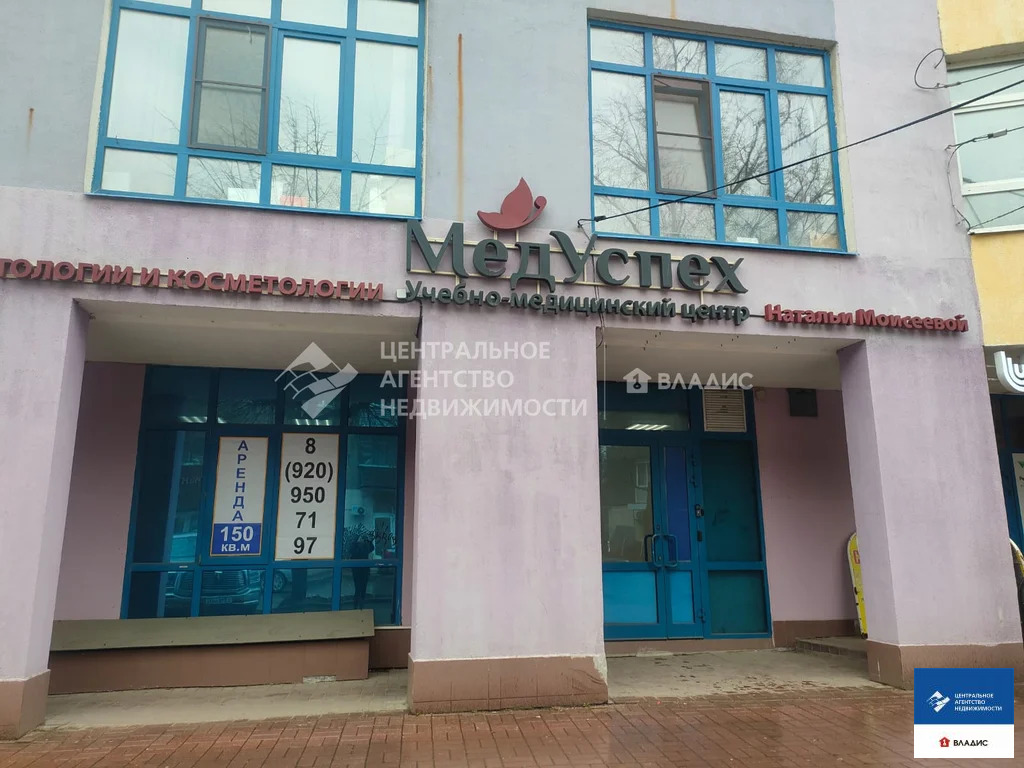 МедУспех
тологии и косметологии
Учебно-медицинский центр
Натальи Моисеевой
ЦЕНТРАЛЬНОЕ
АГЕНТСТВО
НЕДВИЖИМОСТИ
ВЛАДИС
АРЕНДА
150
КВ.М
8
(920)
950
71
97
ЦЕНТРАЛЬНОЕ
АГЕНТСТВО
НЕДВИЖИМОСТИ
ВЛАДИС